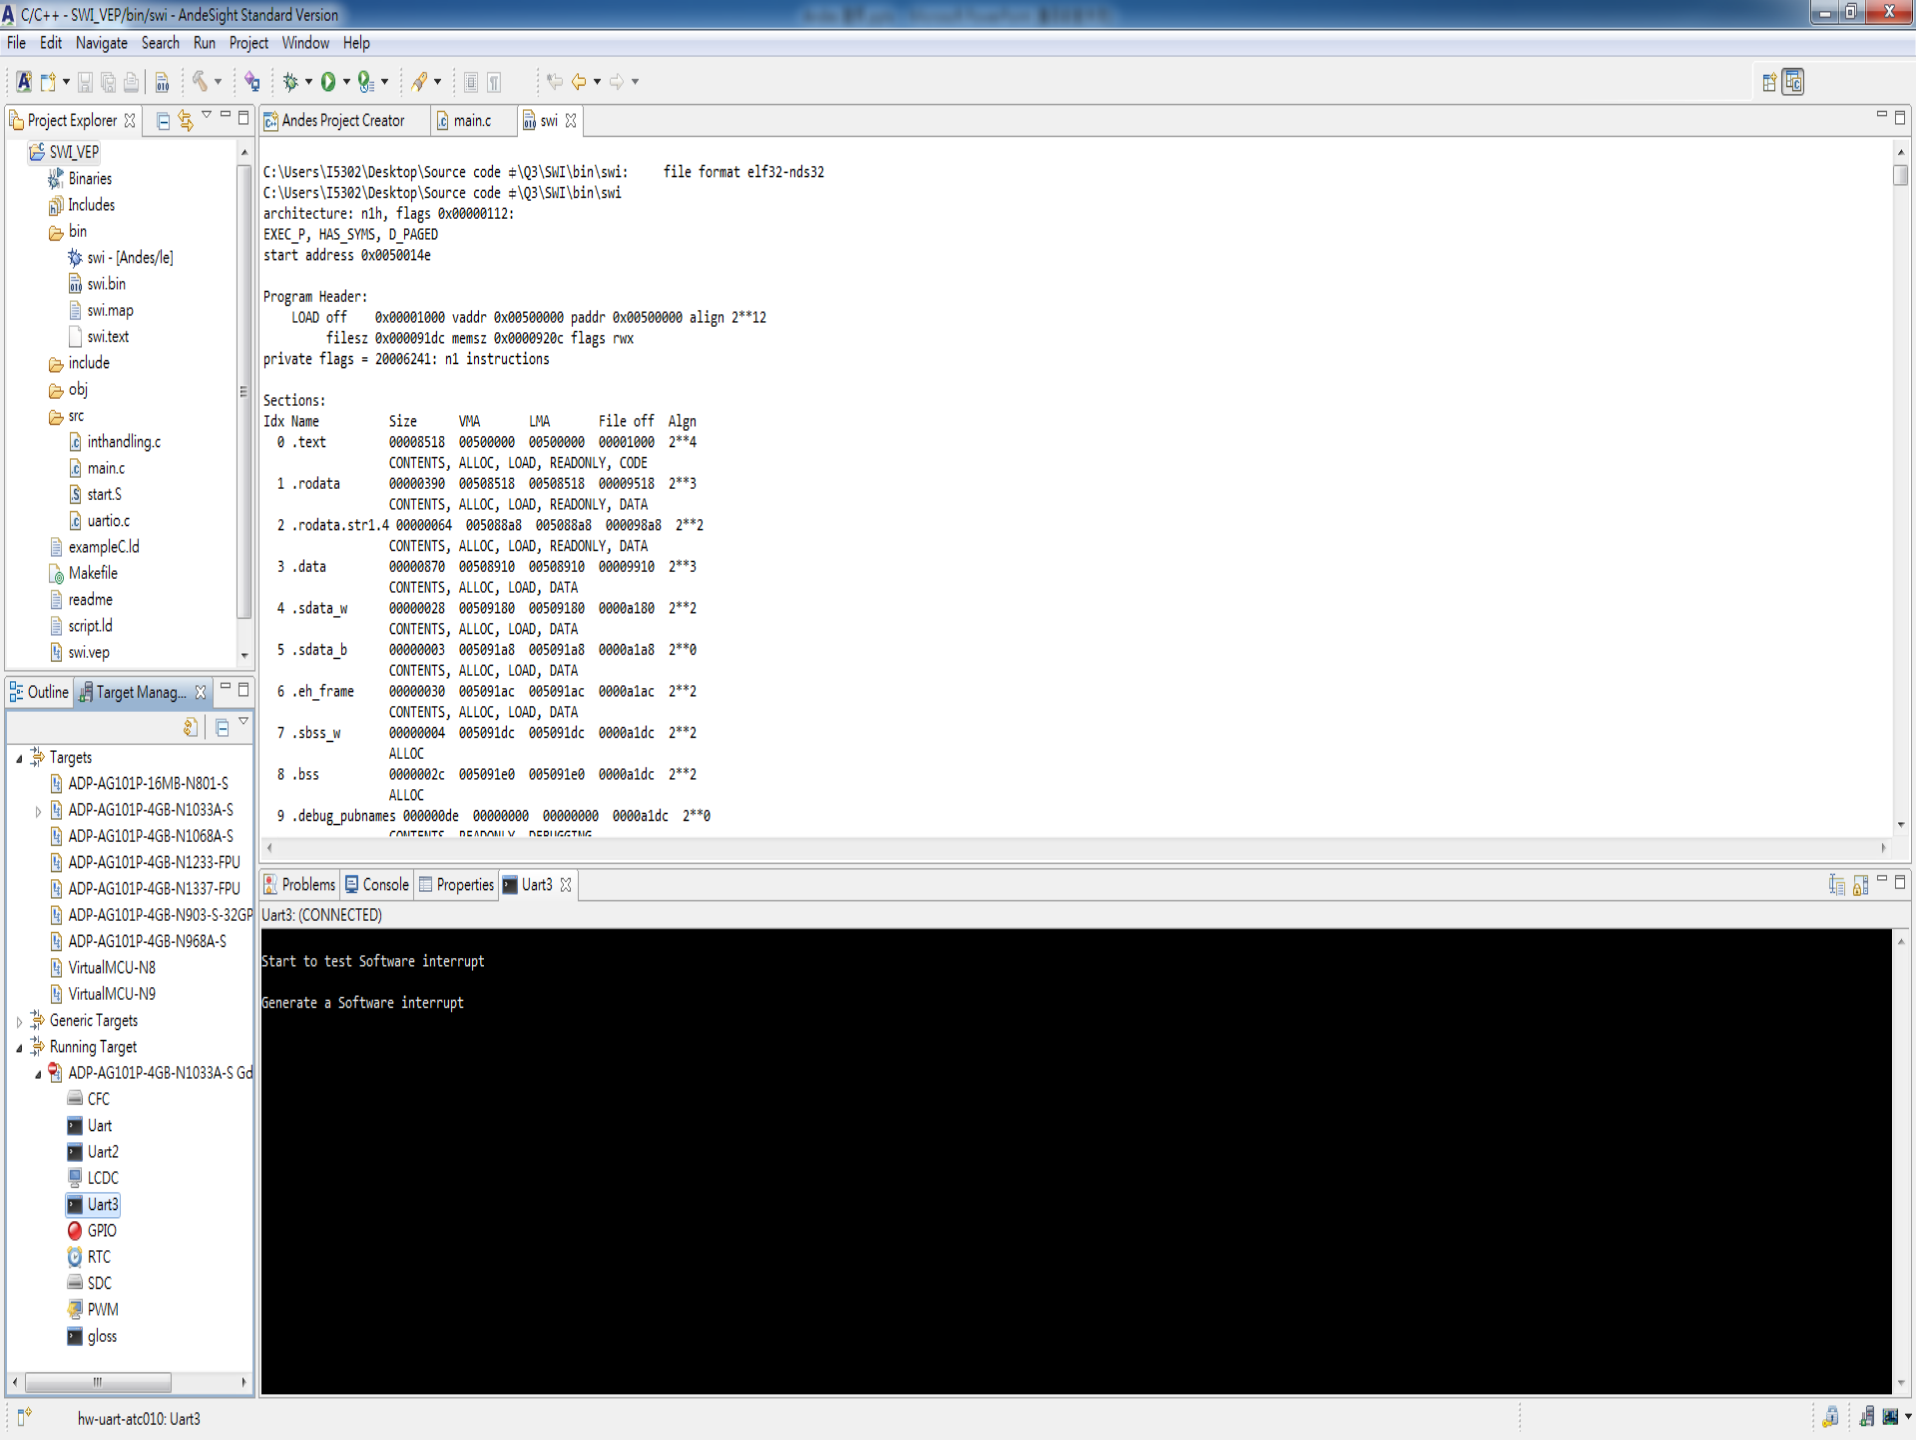 C/C++ - SWI_VEP/bin/swi - AndeSight Standard Version
File Edit Navigate Search Run Project Window Help
Project Explorer
SWI_VEP
Binaries
Includes
bin
swi - [Andes/le]
swi.bin
swi.map
swi.text
include
obj
src
inthandling.c
main.c
start.S
uartio.c
exampleC.ld
Makefile
readme
script.ld
swi.vep
Andes Project Creator main.c swi
C:\Users\I5302\Desktop\Source code \Q3\SWI\bin\swi: file format elf32-nds32
C:\Users\I5302\Desktop\Source code \Q3\SWI\bin\swi
architecture: n1h, flags 0x00000112:
EXEC_P, HAS_SYMS, D_PAGED
start address 0x0050014e
Program Header:
LOAD off 0x00001000 vaddr 0x00500000 paddr 0x00500000 align 2**12
filesz 0x000091dc memsz 0x0000920c flags rwx
private flags = 20006241: n1 instructions
Sections:
Idx Name Size VMA LMA File off Algn
0 .text 00008518 00500000 00500000 00001000 2**4
CONTENTS, ALLOC, LOAD, READONLY, CODE
1 .rodata 00000390 00508518 00508518 00009518 2**3
CONTENTS, ALLOC, LOAD, READONLY, DATA
2 .rodata.str1.4 00000064 005088a8 005088a8 000098a8 2**2
CONTENTS, ALLOC, LOAD, READONLY, DATA
3 .data 00000870 00508910 00508910 00009910 2**3
CONTENTS, ALLOC, LOAD, DATA
4 .sdata_w 00000028 00509180 00509180 0000a180 2**2
CONTENTS, ALLOC, LOAD, DATA
5 .sdata_b 00000003 005091a8 005091a8 0000a1a8 2**0
CONTENTS, ALLOC, LOAD, DATA
6 .eh_frame 00000030 005091ac 005091ac 0000a1ac 2**2
CONTENTS, ALLOC, LOAD, DATA
7 .sbss_w 00000004 005091dc 005091dc 0000a1dc 2**2
ALLOC
8 .bss 0000002c 005091e0 005091e0 0000a1dc 2**2
ALLOC
9 .debug_pubnames 000000de 00000000 00000000 0000a1dc 2**0
CONTENTS, READONLY, DEBUGGING
Outline Target Manag...
Targets
ADP-AG101P-16MB-N801-S
ADP-AG101P-4GB-N1033A-S
ADP-AG101P-4GB-N1068A-S
ADP-AG101P-4GB-N1233-FPU
ADP-AG101P-4GB-N1337-FPU
ADP-AG101P-4GB-N903-S-32GP
ADP-AG101P-4GB-N968A-S
VirtualMCU-N8
VirtualMCU-N9
Generic Targets
Running Target
ADP-AG101P-4GB-N1033A-S Gd
CFC
Uart
Uart2
LCDC
Uart3
GPIO
RTC
SDC
PWM
gloss
Problems Console Properties Uart3
Uart3: (CONNECTED)
Start to test Software interrupt
Generate a Software interrupt
hw-uart-atc010: Uart3